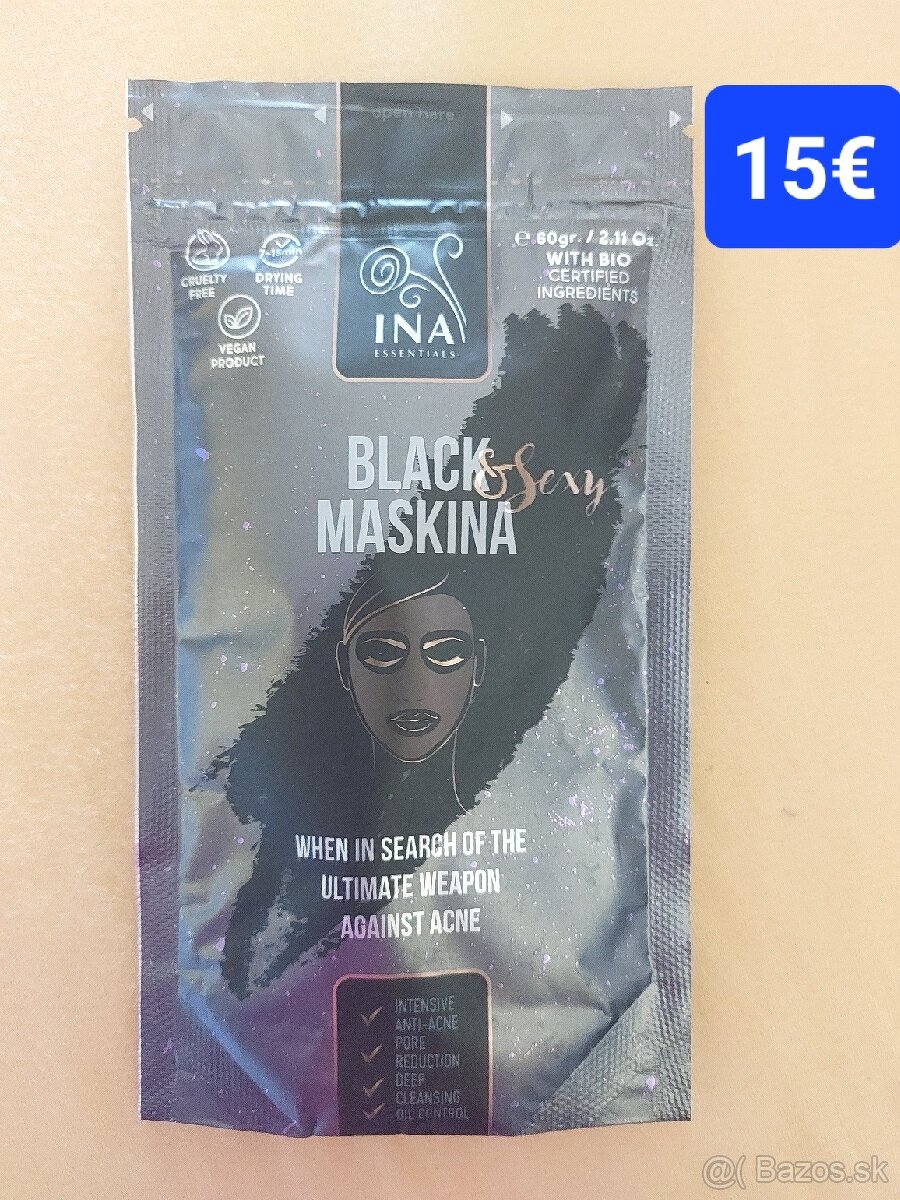 open here
15€
INA
ESSENTIALS
CRUELTY
FREE
7-15min
DRYING
TIME
VEGAN
PRODUCT
℮ 60gr. / 2.11 Oz.
WITH BIO
CERTIFIED
INGREDIENTS
BLACK
&Sexy
MASKINA
WHEN IN SEARCH OF THE
ULTIMATE WEAPON
AGAINST ACNE
INTENSIVE
ANTI-ACNE
PORE
REDUCTION
DEEP
CLEANSING
OIL CONTROL
@( Bazos.sk